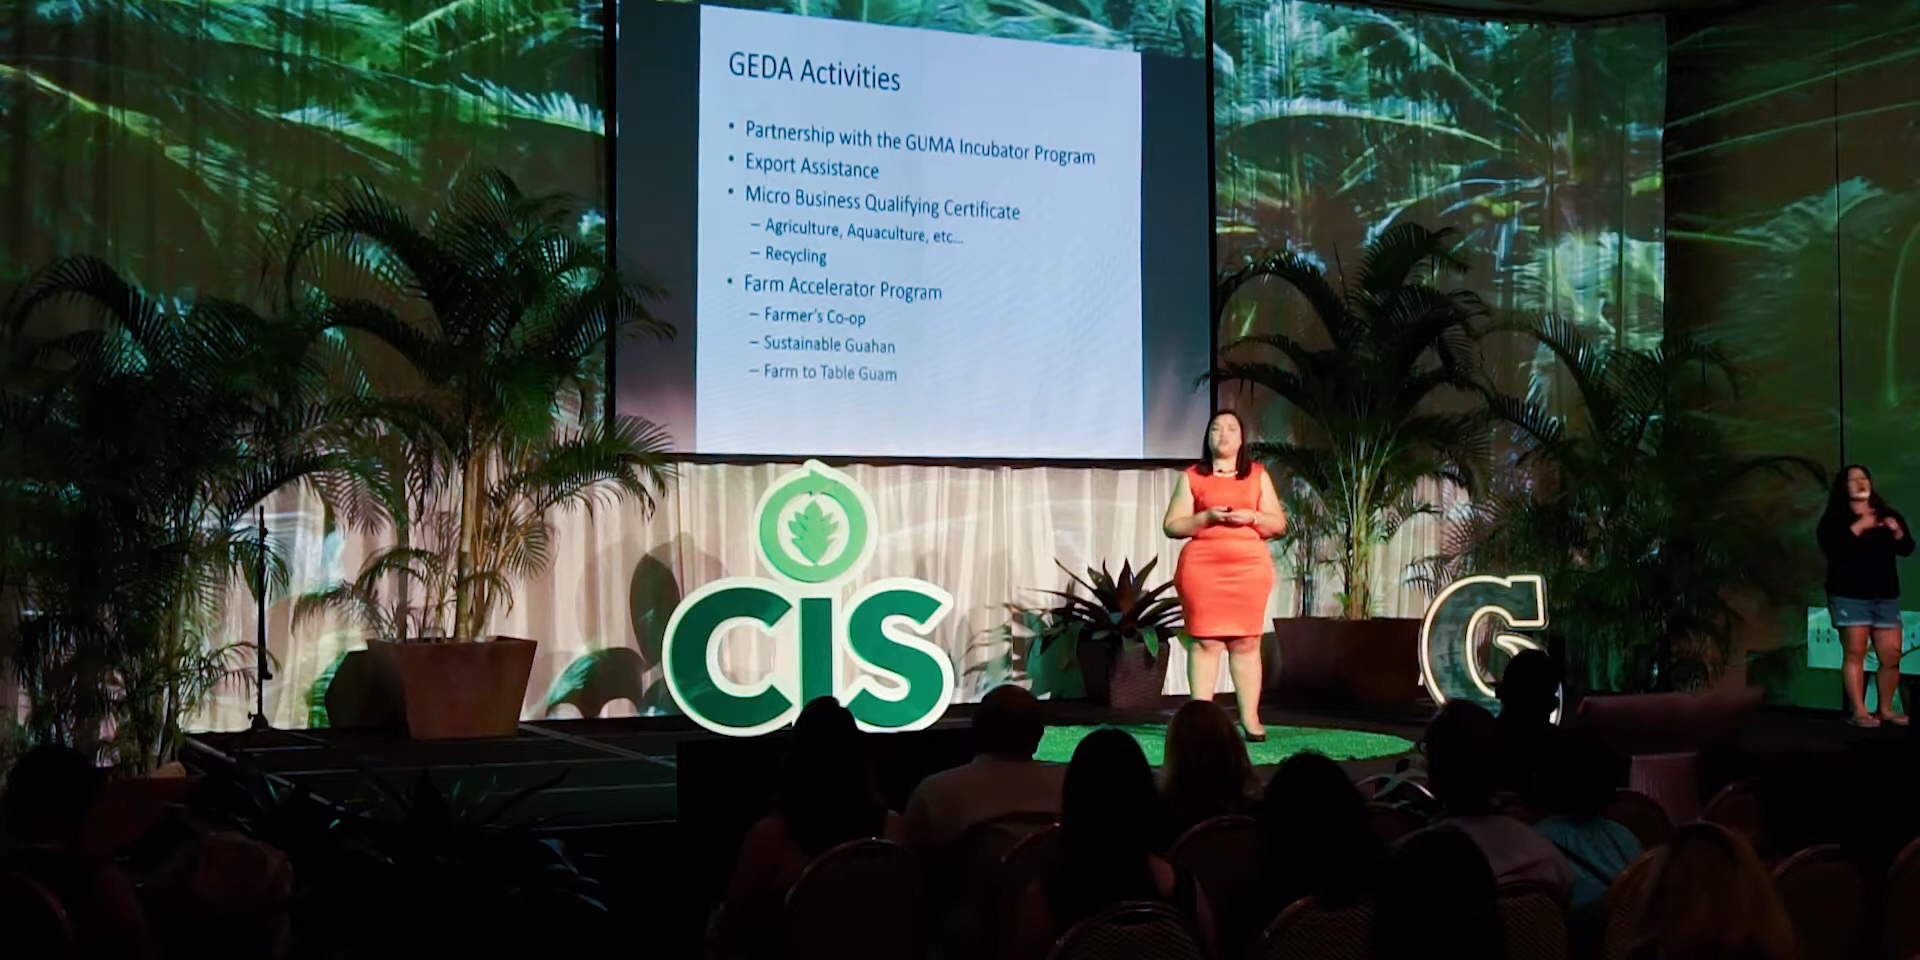 GEDA Activities
• Partnership with the GUMA Incubator Program
• Export Assistance
• Micro Business Qualifying Certificate
– Agriculture, Aquaculture, etc...
– Recycling
• Farm Accelerator Program
– Farmer's Co-op
– Sustainable Guahan
– Farm to Table Guam
CIS
G